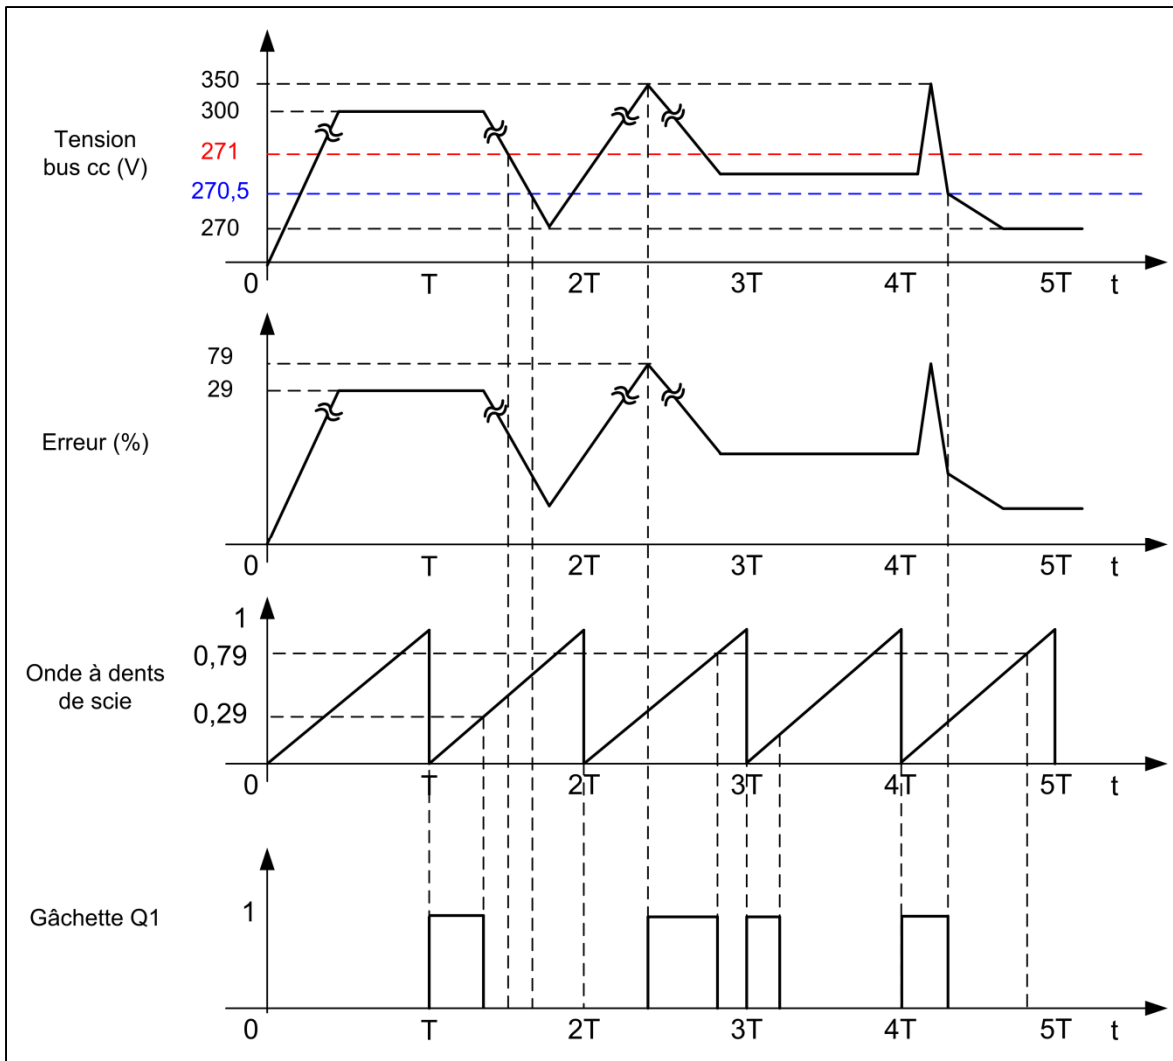 350
300
Tension
bus cc (V)
271
270,5
270
0 T 2T 3T 4T 5T t
79
29
Erreur (%)
0 T 2T 3T 4T 5T t
1
0,79
Onde à dents
de scie
0,29
0 T 2T 3T 4T 5T t
Gâchette Q1
1
0 T 2T 3T 4T 5T t